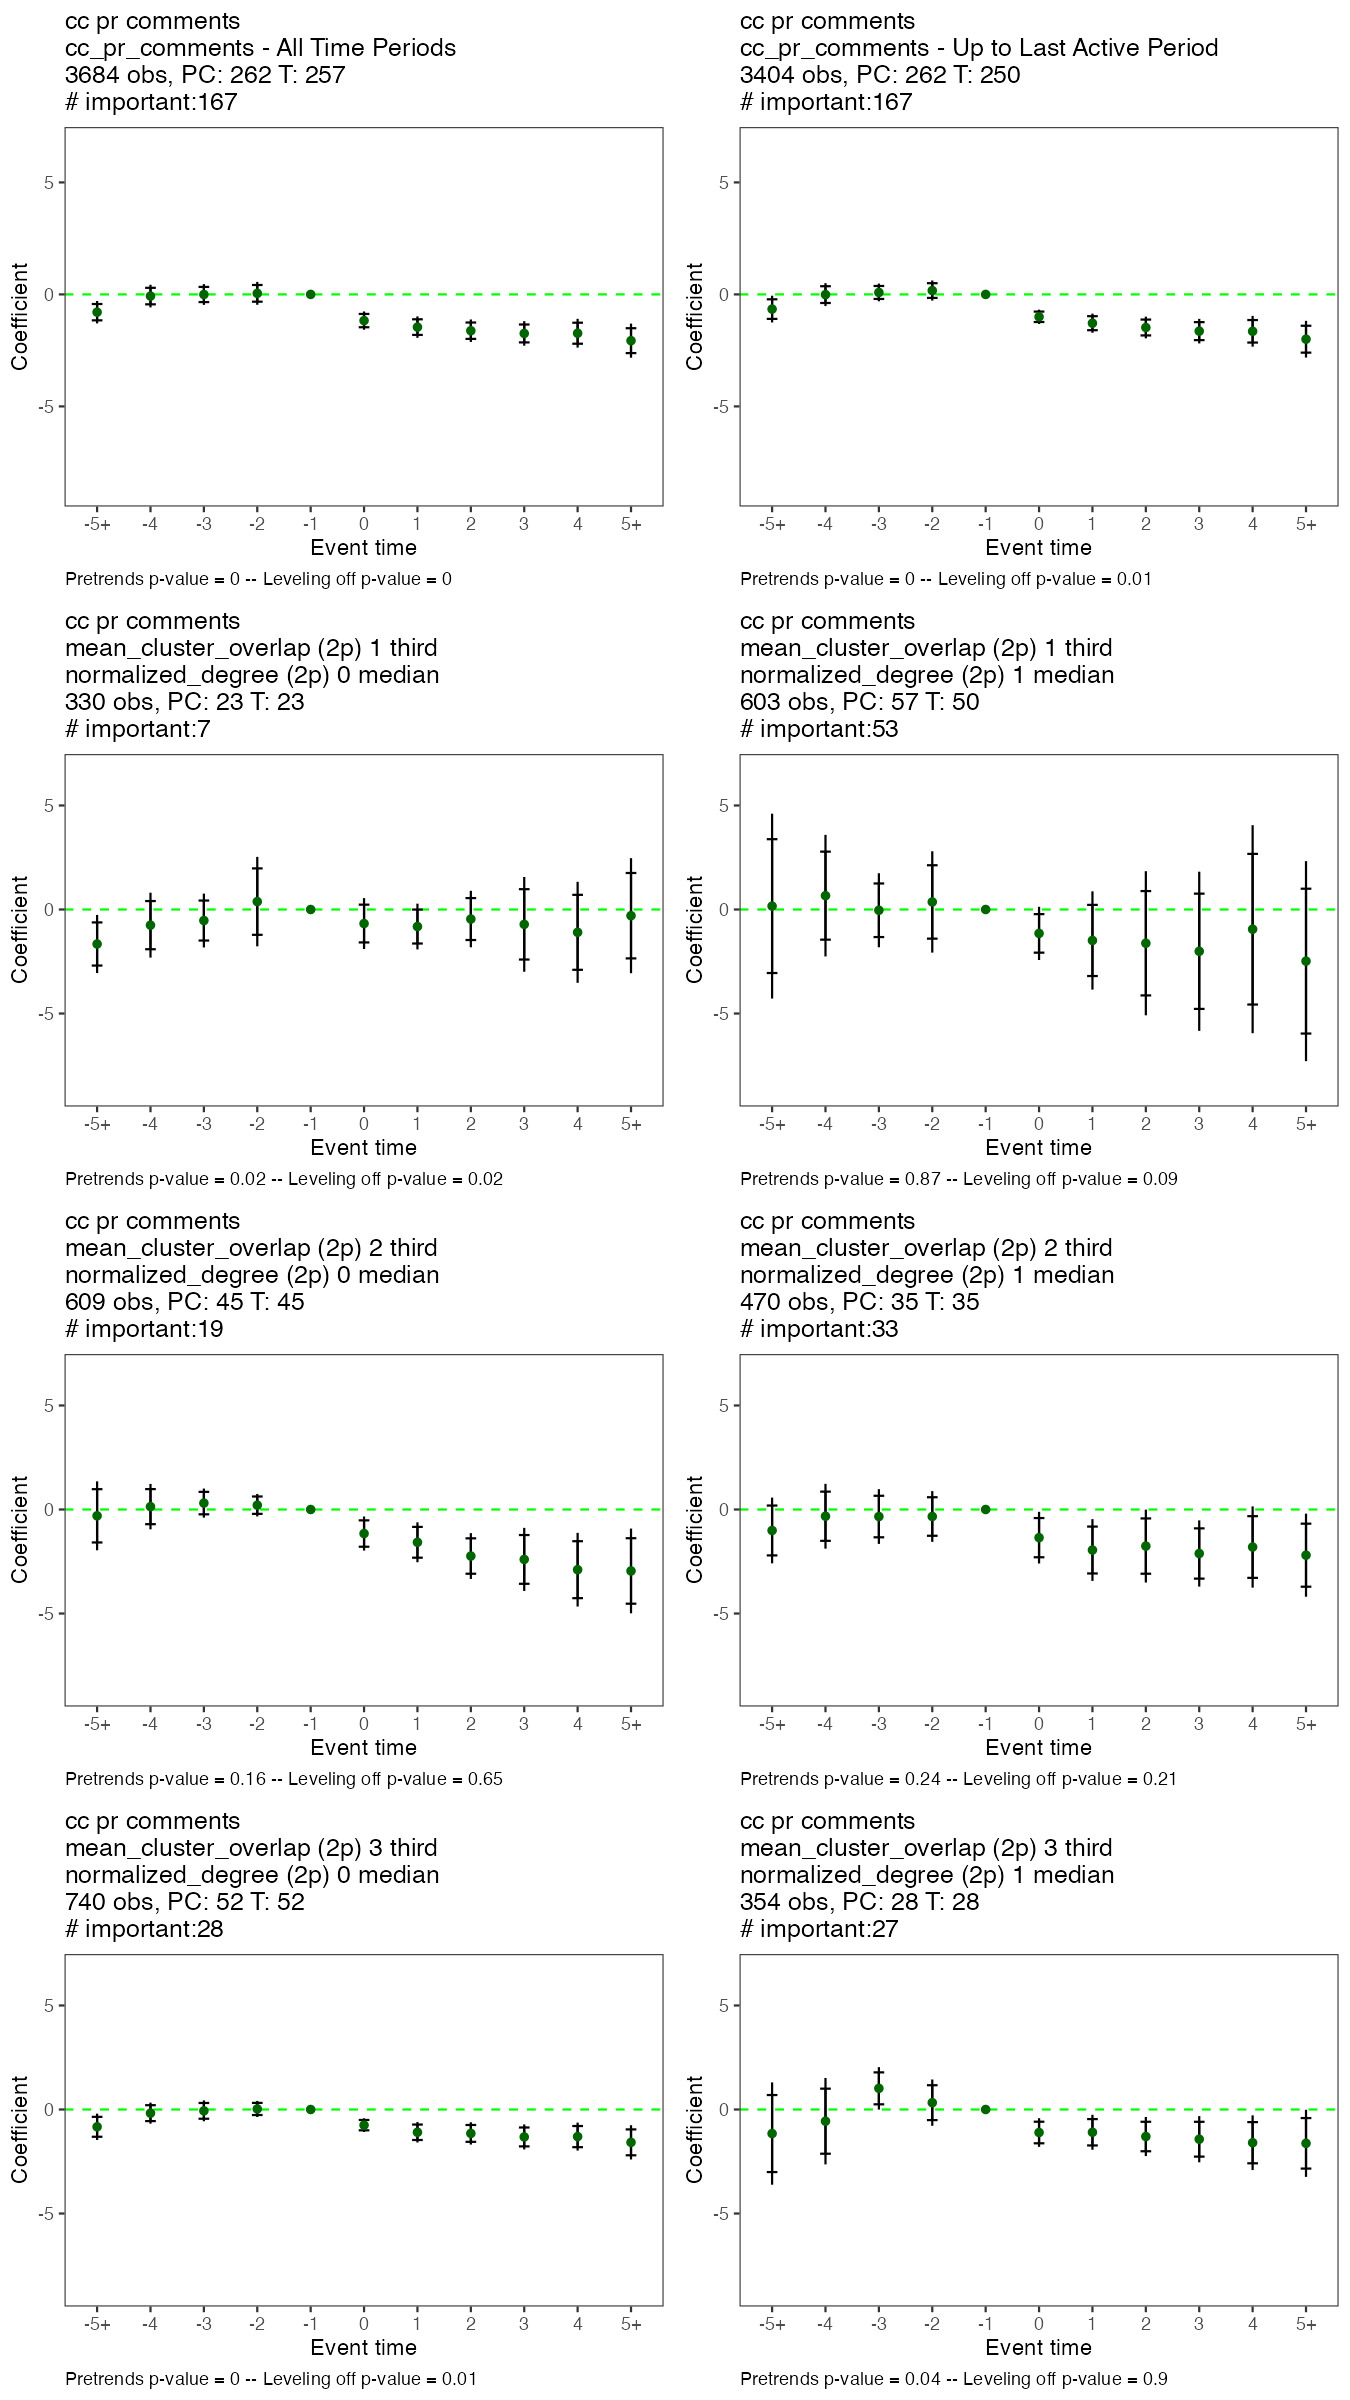 cc pr comments
cc_pr_comments - All Time Periods
3684 obs, PC: 262 T: 257
# important:167
5
0
-5
Coefficient
-5+ -4 -3 -2 -1 0 1 2 3 4 5+
Event time
Pretrends p-value = 0 -- Leveling off p-value = 0
cc pr comments
cc_pr_comments - Up to Last Active Period
3404 obs, PC: 262 T: 250
# important:167
5
0
-5
Coefficient
-5+ -4 -3 -2 -1 0 1 2 3 4 5+
Event time
Pretrends p-value = 0 -- Leveling off p-value = 0.01
cc pr comments
mean_cluster_overlap (2p) 1 third
normalized_degree (2p) 0 median
330 obs, PC: 23 T: 23
# important:7
5
0
-5
Coefficient
-5+ -4 -3 -2 -1 0 1 2 3 4 5+
Event time
Pretrends p-value = 0.02 -- Leveling off p-value = 0.02
cc pr comments
mean_cluster_overlap (2p) 1 third
normalized_degree (2p) 1 median
603 obs, PC: 57 T: 50
# important:53
5
0
-5
Coefficient
-5+ -4 -3 -2 -1 0 1 2 3 4 5+
Event time
Pretrends p-value = 0.87 -- Leveling off p-value = 0.09
cc pr comments
mean_cluster_overlap (2p) 2 third
normalized_degree (2p) 0 median
609 obs, PC: 45 T: 45
# important:19
5
0
-5
Coefficient
-5+ -4 -3 -2 -1 0 1 2 3 4 5+
Event time
Pretrends p-value = 0.16 -- Leveling off p-value = 0.65
cc pr comments
mean_cluster_overlap (2p) 2 third
normalized_degree (2p) 1 median
470 obs, PC: 35 T: 35
# important:33
5
0
-5
Coefficient
-5+ -4 -3 -2 -1 0 1 2 3 4 5+
Event time
Pretrends p-value = 0.24 -- Leveling off p-value = 0.21
cc pr comments
mean_cluster_overlap (2p) 3 third
normalized_degree (2p) 0 median
740 obs, PC: 52 T: 52
# important:28
5
0
-5
Coefficient
-5+ -4 -3 -2 -1 0 1 2 3 4 5+
Event time
Pretrends p-value = 0 -- Leveling off p-value = 0.01
cc pr comments
mean_cluster_overlap (2p) 3 third
normalized_degree (2p) 1 median
354 obs, PC: 28 T: 28
# important:27
5
0
-5
Coefficient
-5+ -4 -3 -2 -1 0 1 2 3 4 5+
Event time
Pretrends p-value = 0.04 -- Leveling off p-value = 0.9